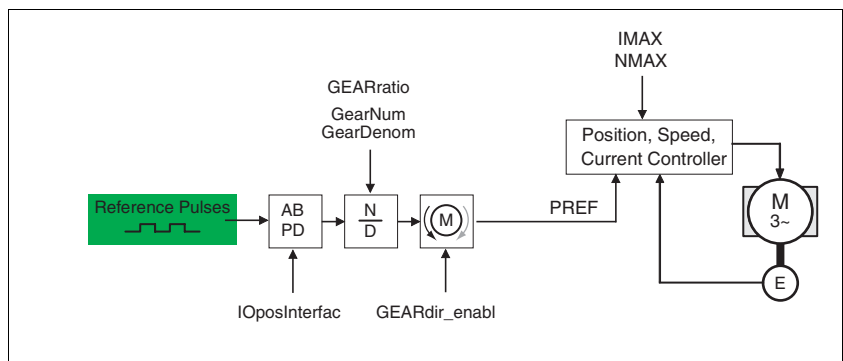 IMAX
NMAX
GEARratio
GearNum
GearDenom
Position, Speed,
Current Controller
Reference Pulses
AB
PD
N
D
M
PREF
M
3~
E
IOposInterfac
GEARdir_enabl